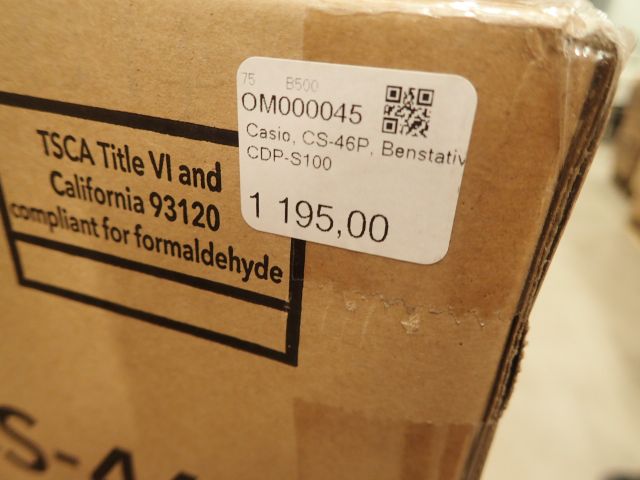 75 B500
OM000045
Casio, CS-46P, Benstativ
CDP-S100
1 195,00
TSCA Title VI and
California 93120
compliant for formaldehyde
S-4